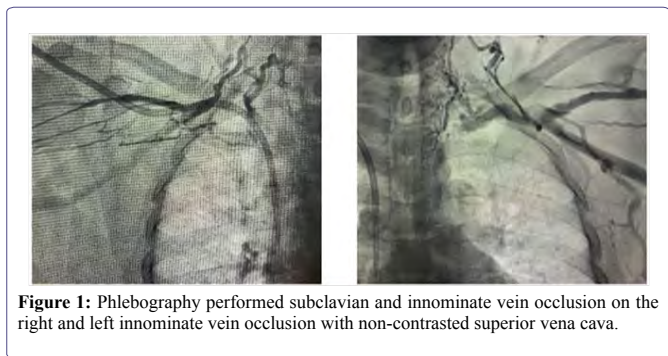 Figure 1: Phlebography performed subclavian and innominate vein occlusion on the
right and left innominate vein occlusion with non-contrasted superior vena cava.